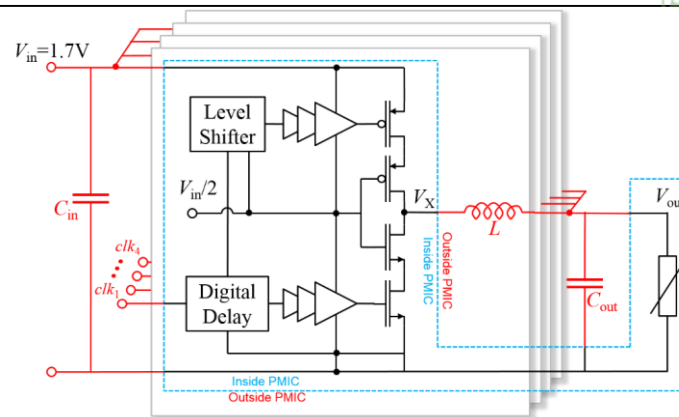 V_in=1.7V
Level
Shifter
V_in/2
V_X
V_ou
C_in
Outside PMIC
Inside PMIC
L
clk_4
clk_1
Digital
Delay
C_out
Inside PMIC
Outside PMIC